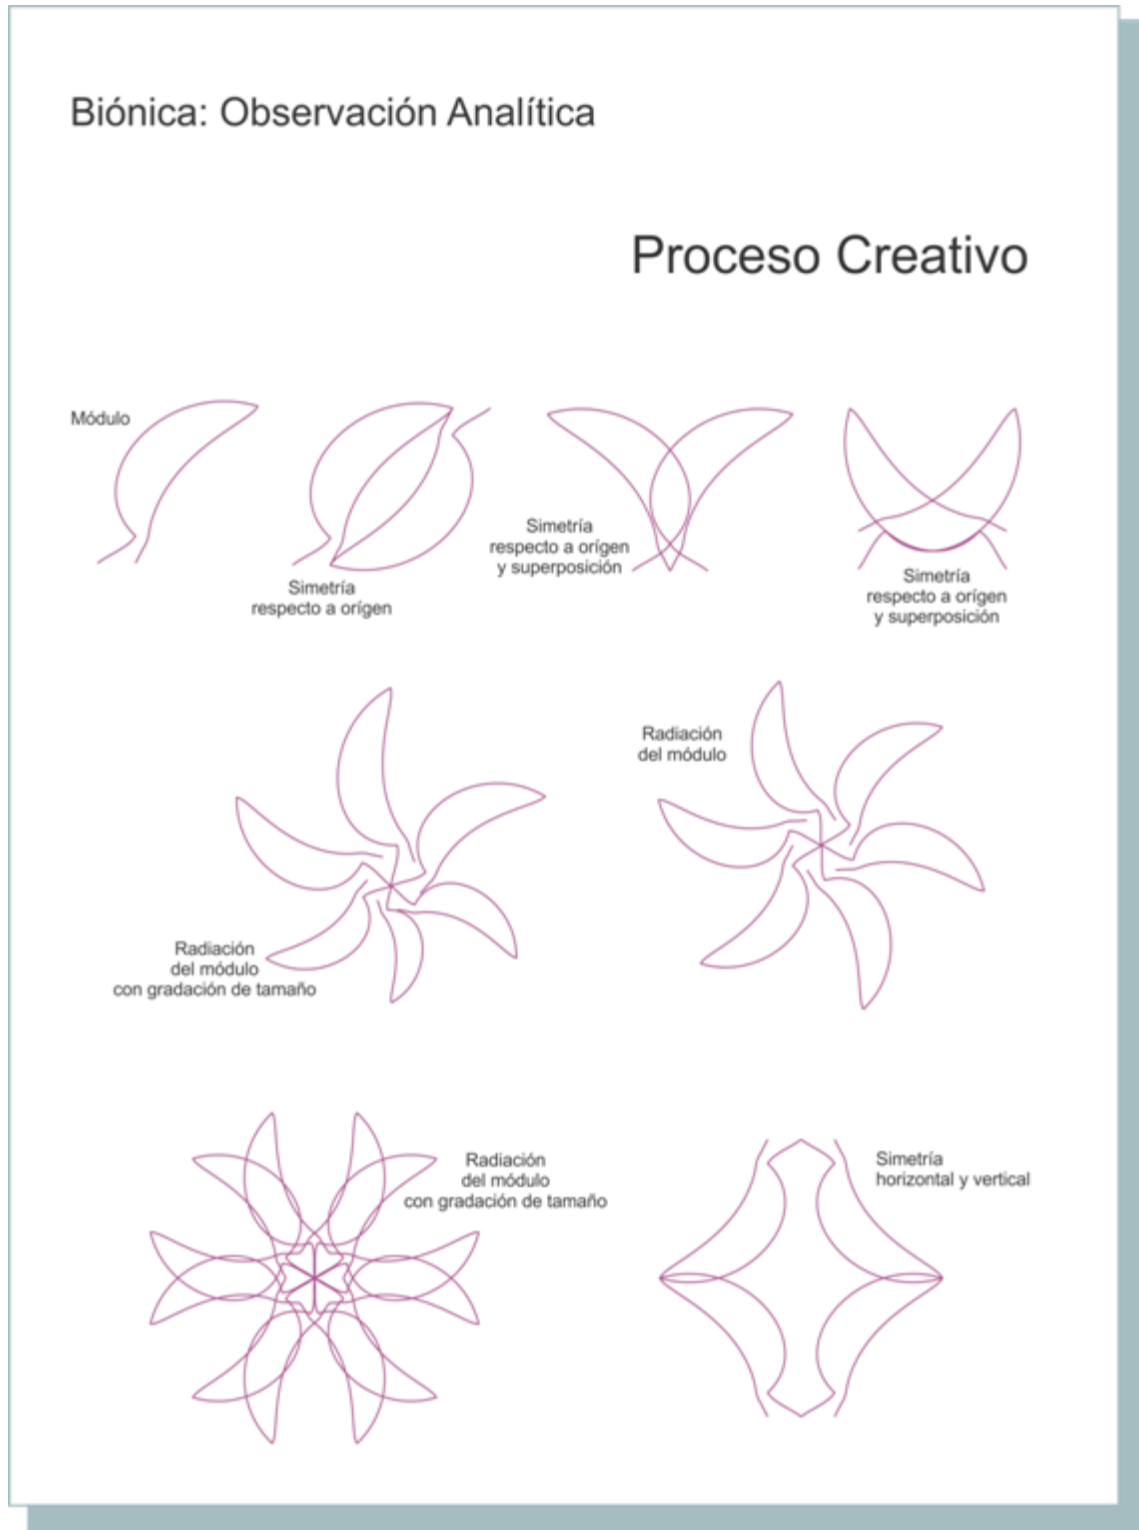 Biónica: Observación Analítica
Proceso Creativo
Módulo
Simetría
respecto a orígen
Simetría
respecto a orígen
y superposición
Simetría
respecto a orígen
y superposición
Radiación
del módulo
con gradación de tamaño
Radiación
del módulo
Radiación
del módulo
con gradación de tamaño
Simetría
horizontal y vertical